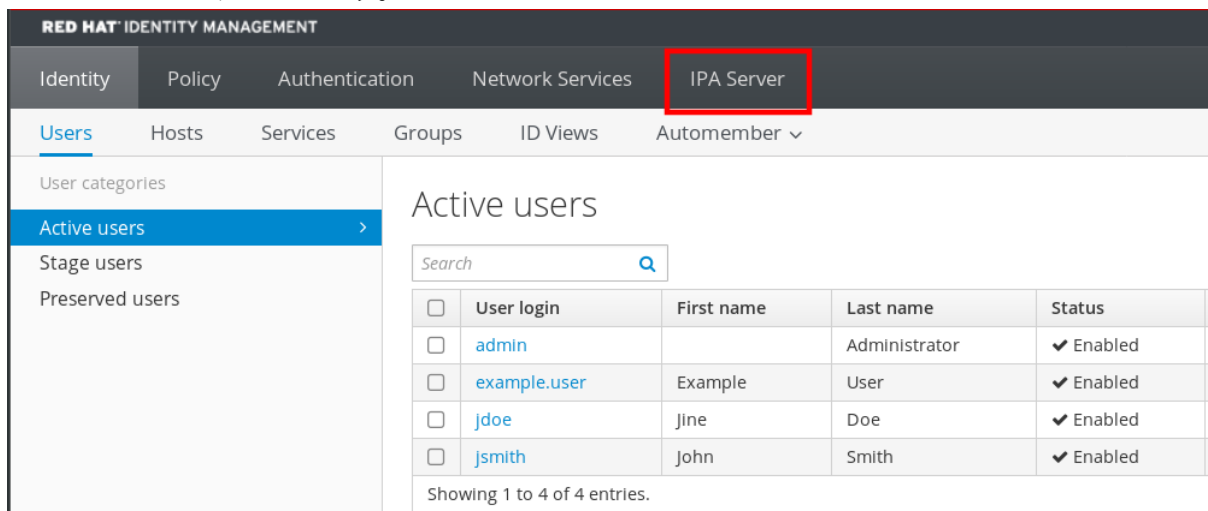 RED HAT IDENTITY MANAGEMENT
Identity Policy Authentication Network Services IPA Server
Users Hosts Services Groups ID Views Automember
User categories
Active users
Stage users
Preserved users
Active users
Search
User login First name Last name Status
admin Administrator Enabled
example.user Example User Enabled
jdoe Jine Doe Enabled
jsmith John Smith Enabled
Showing 1 to 4 of 4 entries.